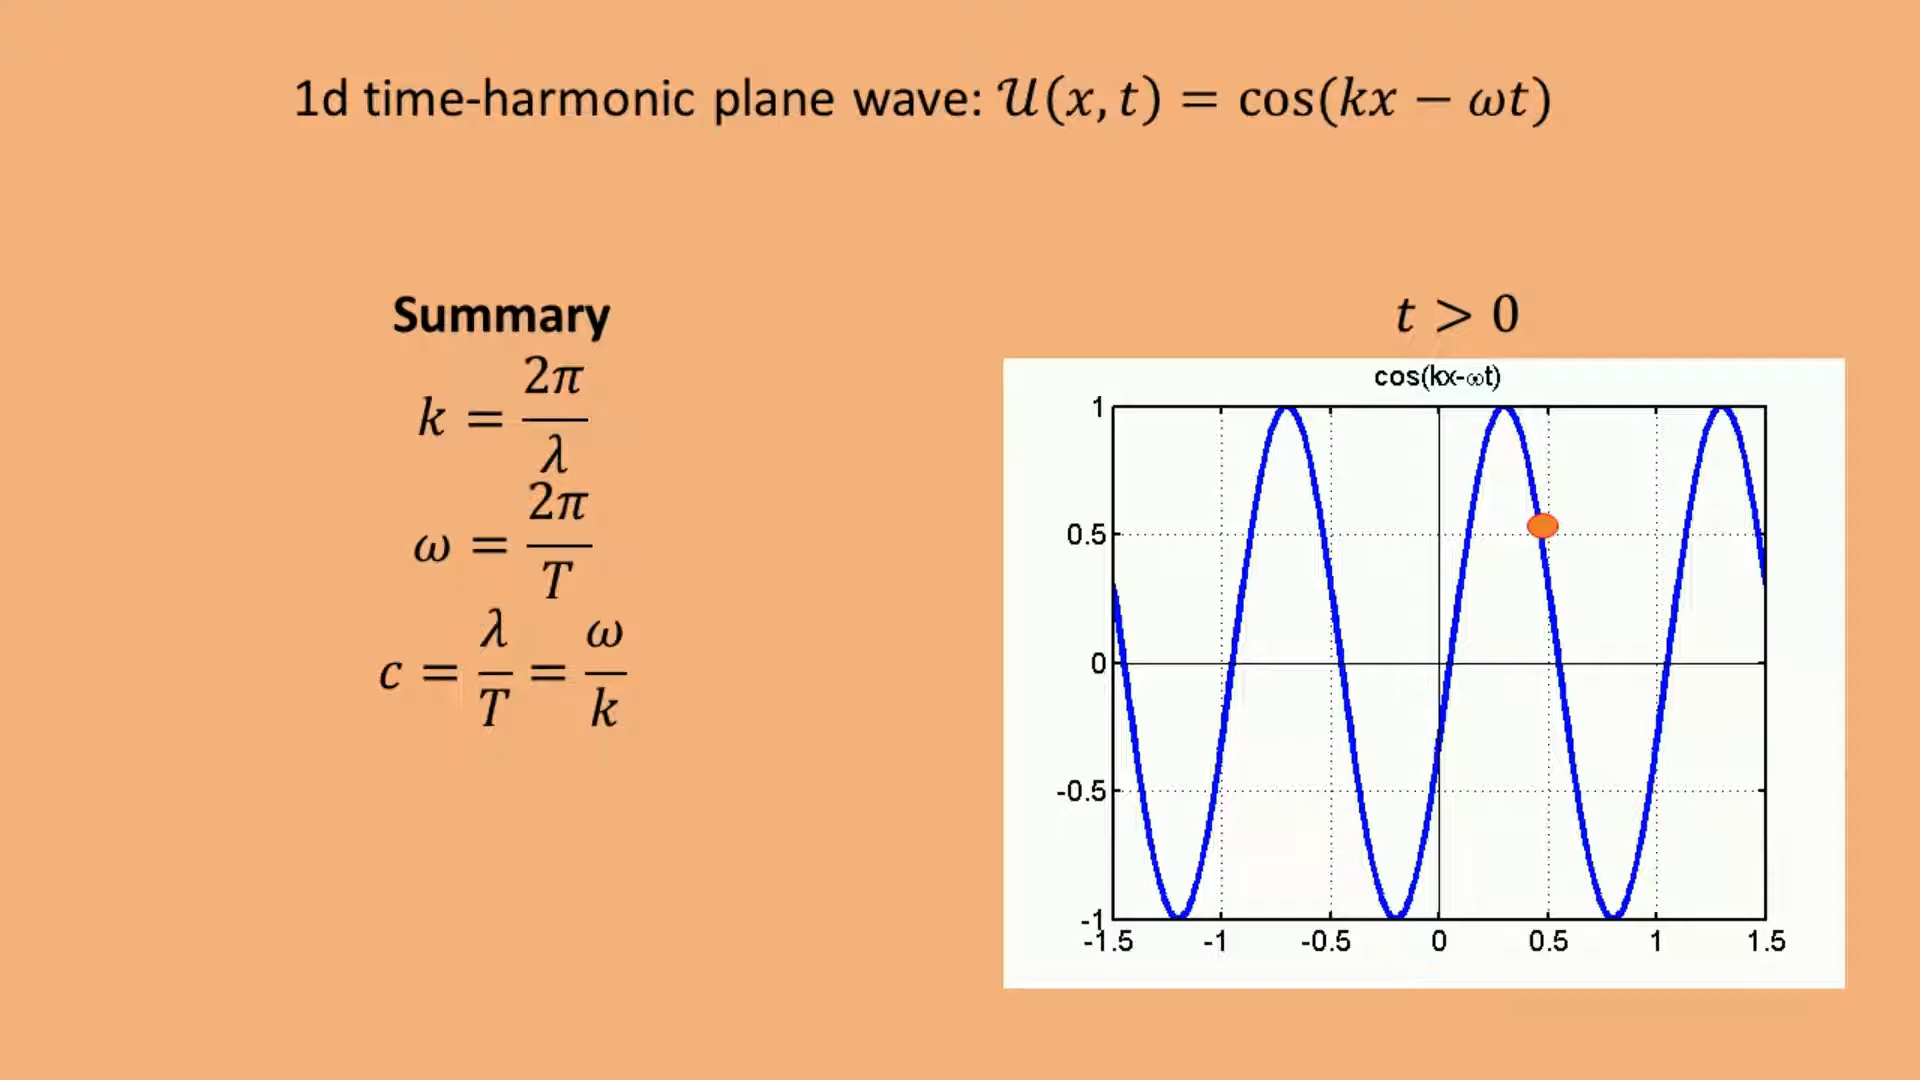 1d time-harmonic plane wave: 𝒰(x, t) = cos(kx − ωt)
Summary
k = 2π/λ
ω = 2π/T
c = λ/T = ω/k
t > 0
cos(kx-ωt)
1
0.5
0
-0.5
-1
-1.5 -1 -0.5 0 0.5 1 1.5